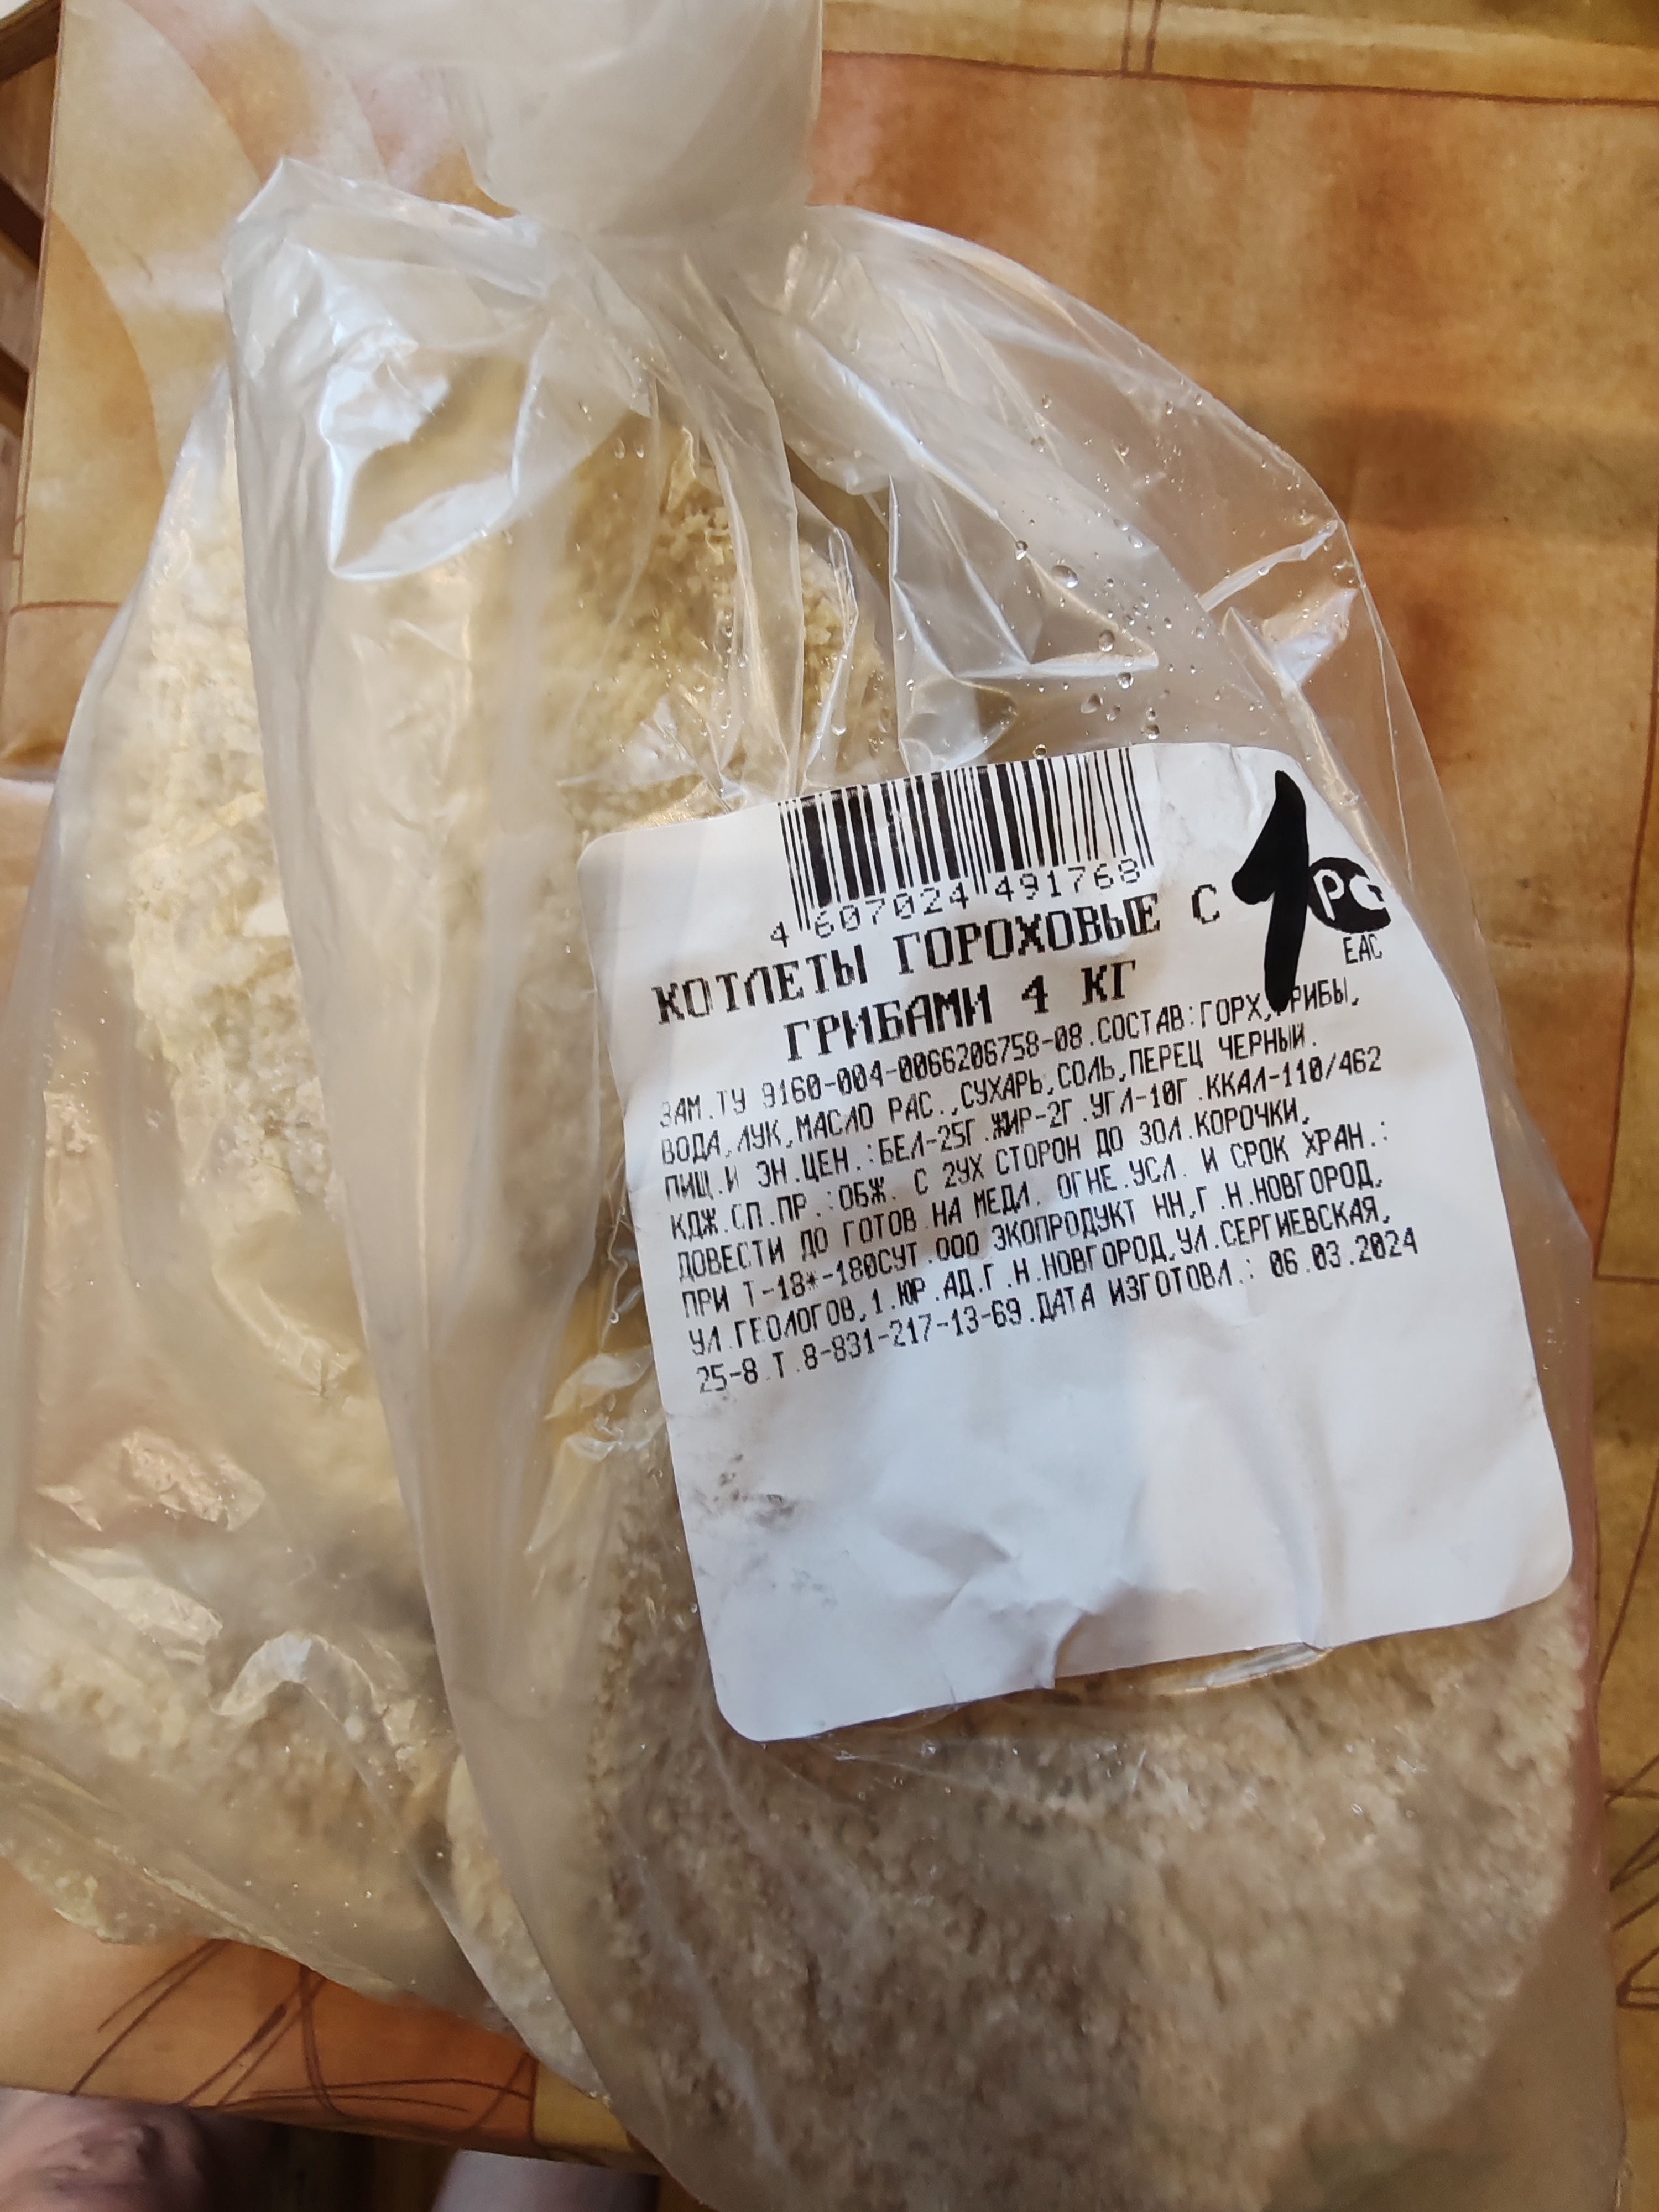 1
4 607024 491768
РСТ
EAC
КОТЛЕТЫ ГОРОХОВЫЕ С
ГРИБАМИ 4 КГ
ЗАМ.ТУ 9160-004-0066206758-08.СОСТАВ:ГОРХ,ГРИБЫ,
ВОДА,ЛУК,МАСЛО РАС.,СУХАРЬ,СОЛЬ,ПЕРЕЦ ЧЕРНЫЙ.
ПИЩ.И ЭН.ЦЕН.:БЕЛ-25Г.ЖИР-2Г.УГЛ-10Г.ККАЛ-110/462
КДЖ.СП.ПР.:ОБЖ. С 2УХ СТОРОН ДО ЗОЛ.КОРОЧКИ,
ДОВЕСТИ ДО ГОТОВ.НА МЕДЛ. ОГНЕ.УСЛ. И СРОК ХРАН.:
ПРИ Т-18*-180СУТ.ООО ЭКОПРОДУКТ НН,Г.Н.НОВГОРОД,
УЛ.ГЕОЛОГОВ,1.ЮР.АД.Г.Н.НОВГОРОД,УЛ.СЕРГИЕВСКАЯ,
25-8.Т.8-831-217-13-69.ДАТА ИЗГОТОВЛ.: 06.03.2024